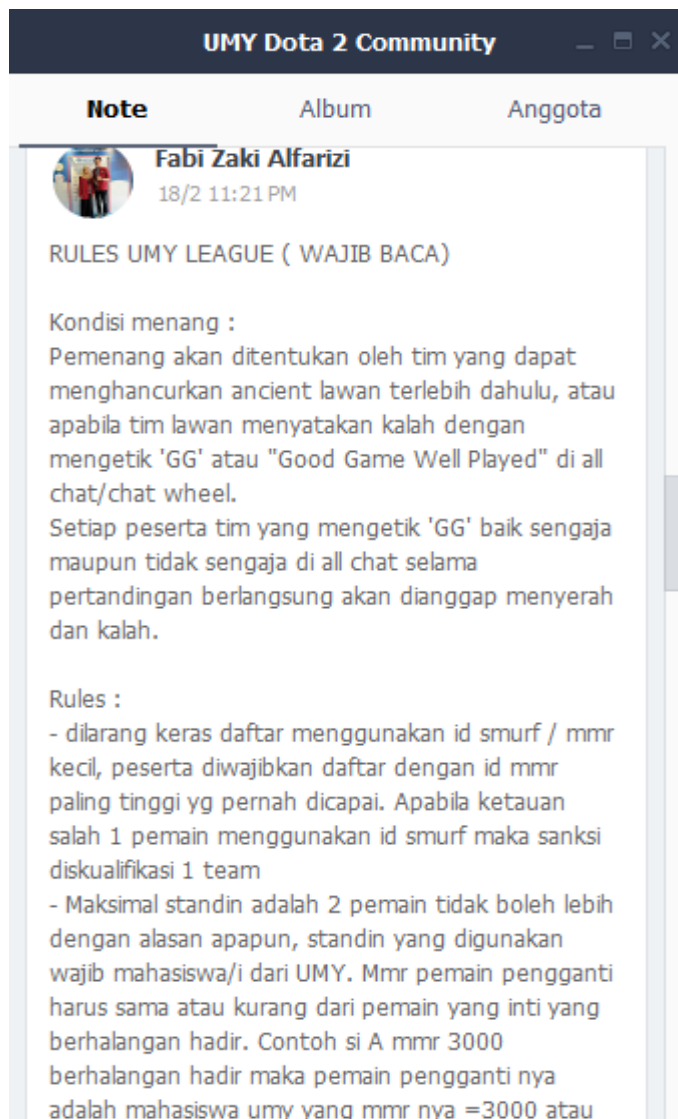 UMY Dota 2 Community
Note Album Anggota
Fabi Zaki Alfarizi
18/2 11:21 PM
RULES UMY LEAGUE ( WAJIB BACA)
Kondisi menang :
Pemenang akan ditentukan oleh tim yang dapat
menghancurkan ancient lawan terlebih dahulu, atau
apabila tim lawan menyatakan kalah dengan
mengetik 'GG' atau "Good Game Well Played" di all
chat/chat wheel.
Setiap peserta tim yang mengetik 'GG' baik sengaja
maupun tidak sengaja di all chat selama
pertandingan berlangsung akan dianggap menyerah
dan kalah.
Rules :
- dilarang keras daftar menggunakan id smurf / mmr
kecil, peserta diwajibkan daftar dengan id mmr
paling tinggi yg pernah dicapai. Apabila ketauan
salah 1 pemain menggunakan id smurf maka sanksi
diskualifikasi 1 team
- Maksimal standin adalah 2 pemain tidak boleh lebih
dengan alasan apapun, standin yang digunakan
wajib mahasiswa/i dari UMY. Mmr pemain pengganti
harus sama atau kurang dari pemain yang inti yang
berhalangan hadir. Contoh si A mmr 3000
berhalangan hadir maka pemain pengganti nya
adalah mahasiswa umy yang mmr nya =3000 atau